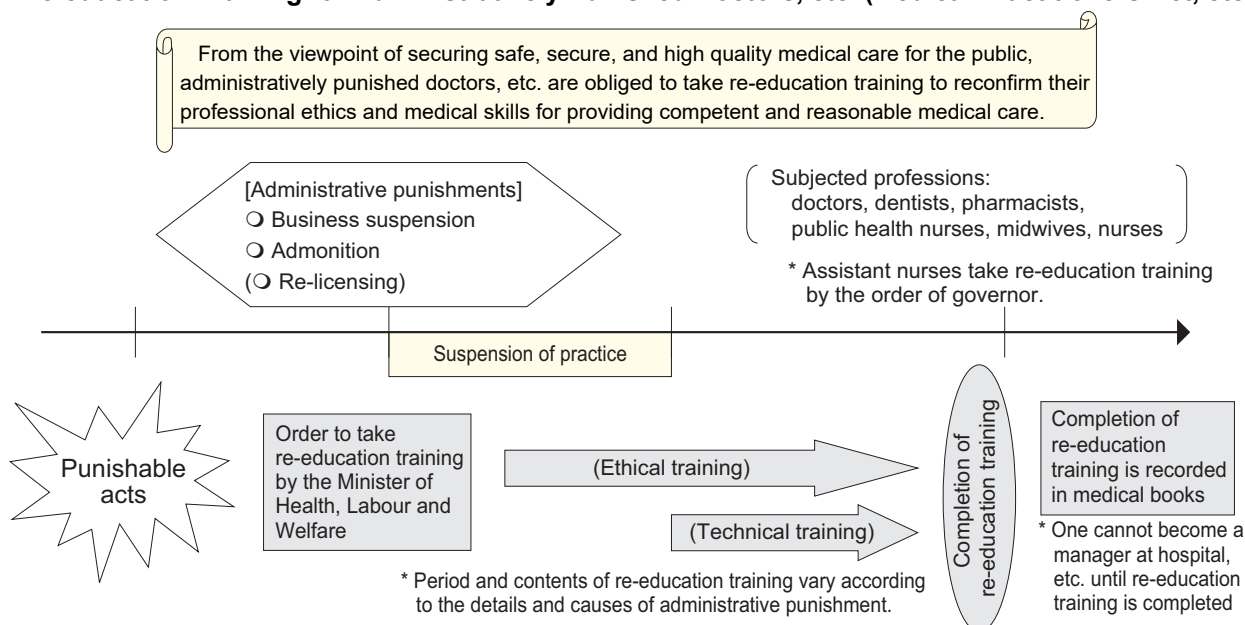 From the viewpoint of securing safe, secure, and high quality medical care for the public,
administratively punished doctors, etc. are obliged to take re-education training to reconfirm their
professional ethics and medical skills for providing competent and reasonable medical care.
[Administrative punishments]
❍ Business suspension
❍ Admonition
(❍ Re-licensing)
Subjected professions:
doctors, dentists, pharmacists,
public health nurses, midwives, nurses
* Assistant nurses take re-education training
by the order of governor.
Suspension of practice
Punishable
acts
Order to take
re-education training
by the Minister of
Health, Labour and
Welfare
(Ethical training)
(Technical training)
* Period and contents of re-education training vary according
to the details and causes of administrative punishment.
Completion of
re-education training
Completion of
re-education
training is recorded
in medical books
* One cannot become a
manager at hospital,
etc. until re-education
training is completed